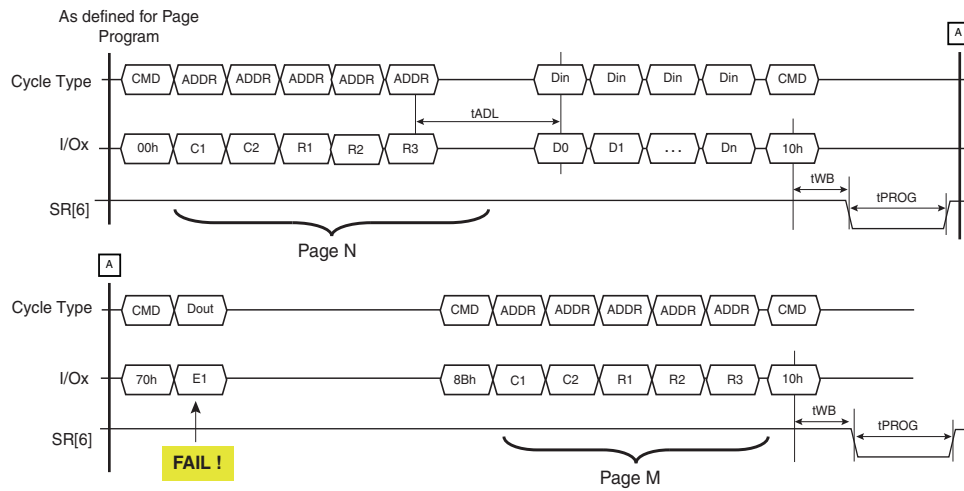 As defined for Page
Program
A
Cycle Type CMD ADDR ADDR ADDR ADDR ADDR Din Din Din Din CMD
tADL
I/Ox 00h C1 C2 R1 R2 R3 D0 D1 ... Dn 10h
tWB
tPROG
SR[6]
Page N
A
Cycle Type CMD Dout CMD ADDR ADDR ADDR ADDR ADDR CMD
I/Ox 70h E1 8Bh C1 C2 R1 R2 R3 10h
tWB
tPROG
SR[6]
FAIL !
Page M